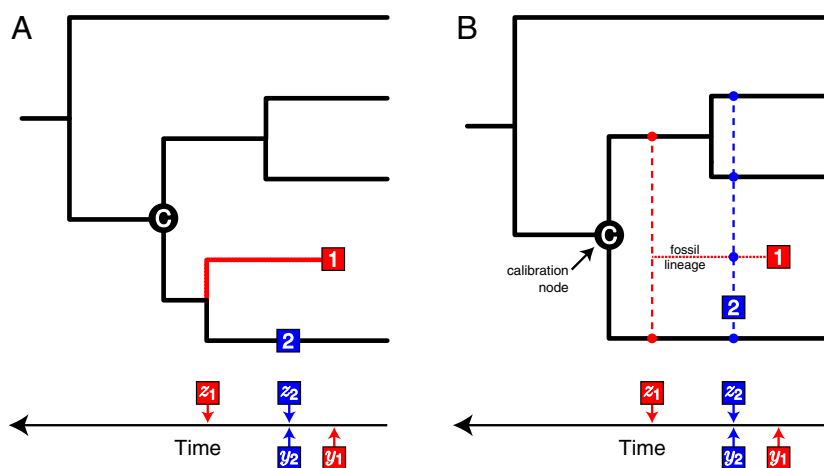 A
C
1
2
z₁
z₂
Time
y₂
y₁
B
C
calibration
node
fossil
lineage
1
2
z₁
z₂
Time
y₂
y₁